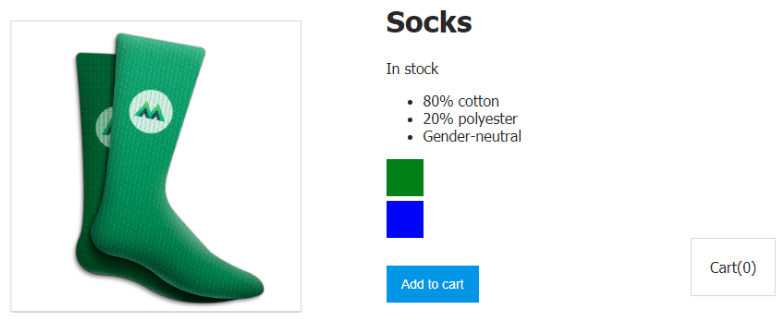 Socks
In stock
80% cotton
20% polyester
Gender-neutral
Add to cart
Cart(0)